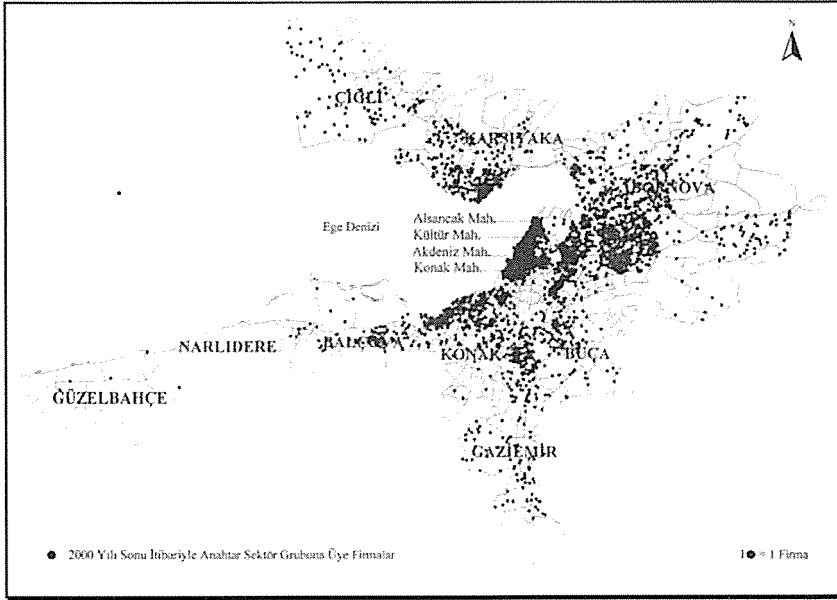 N
ÇİĞLİ
KARŞIYAKA
BORNOVA
Alsancak Mah.
Ege Denizi
Kültür Mah.
Akdeniz Mah.
Konak Mah.
NARLIDERE
BALÇOVA
KONAK
BUCA
GÜZELBAHÇE
GAZİEMİR
2000 Yılı Sonu İtibariyle Anahtar Sektör Grubuna Üye Firmalar
1 = 1 Firma